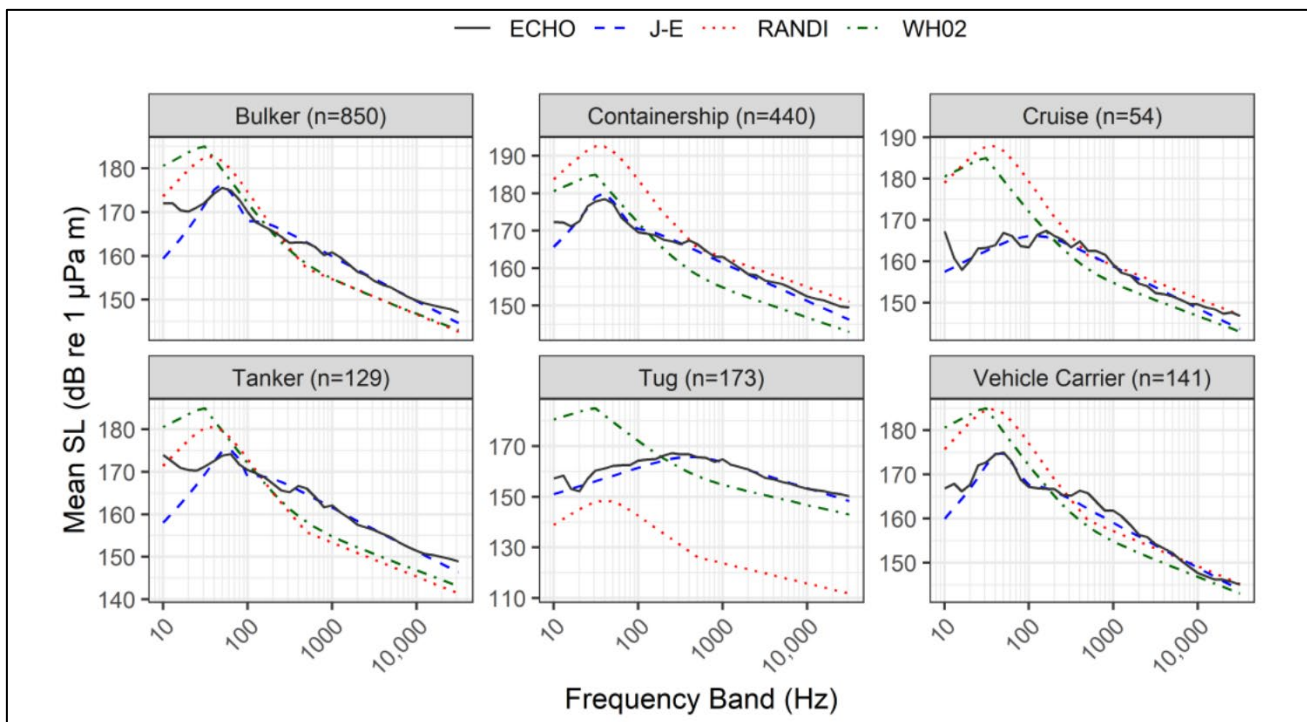 ECHO J-E RANDI WH02
Bulker (n=850) Containership (n=440) Cruise (n=54)
180 170 160 150
190 180 170 160 150
190 180 170 160 150
Tanker (n=129) Tug (n=173) Vehicle Carrier (n=141)
180 170 160 150 140
170 150 130 110
180 170 160 150
Mean SL (dB re 1 µPa m)
10 100 1000 10,000
10 100 1000 10,000
10 100 1000 10,000
Frequency Band (Hz)